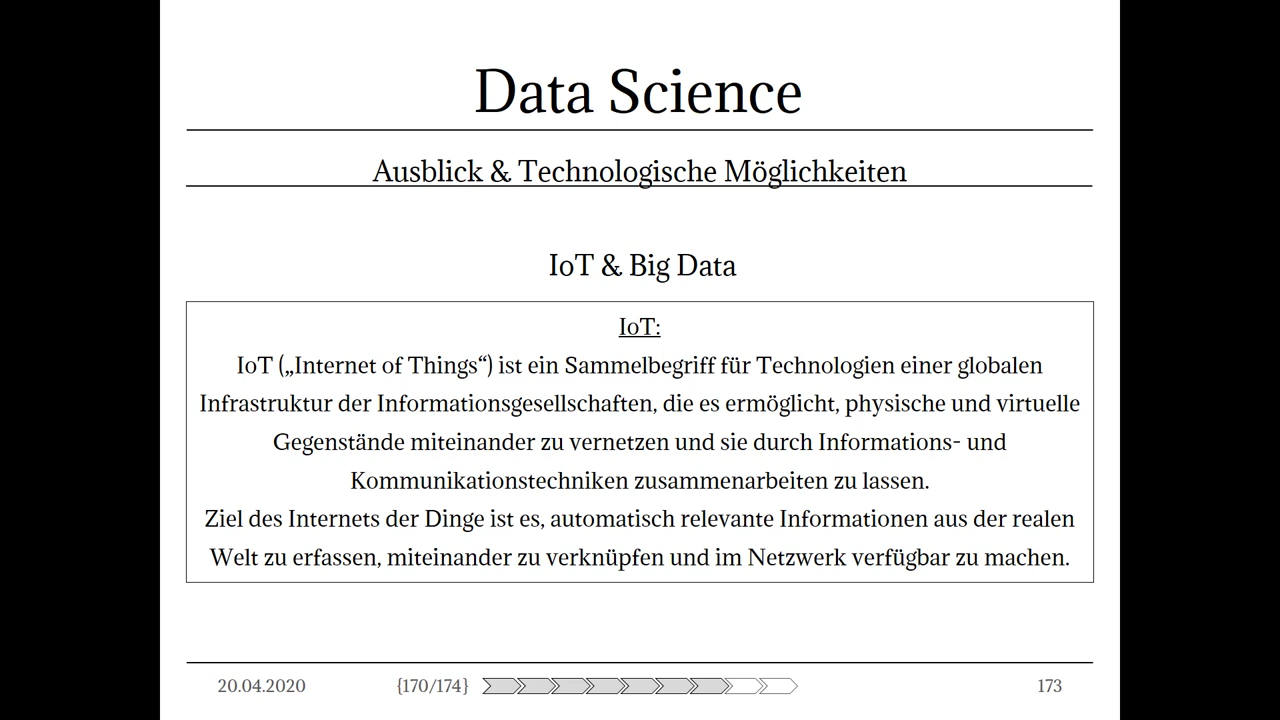 Data Science
Ausblick & Technologische Möglichkeiten
IoT & Big Data
IoT:
IoT („Internet of Things“) ist ein Sammelbegriff für Technologien einer globalen
Infrastruktur der Informationsgesellschaften, die es ermöglicht, physische und virtuelle
Gegenstände miteinander zu vernetzen und sie durch Informations- und
Kommunikationstechniken zusammenarbeiten zu lassen.
Ziel des Internets der Dinge ist es, automatisch relevante Informationen aus der realen
Welt zu erfassen, miteinander zu verknüpfen und im Netzwerk verfügbar zu machen.
20.04.2020 {170/174} 173